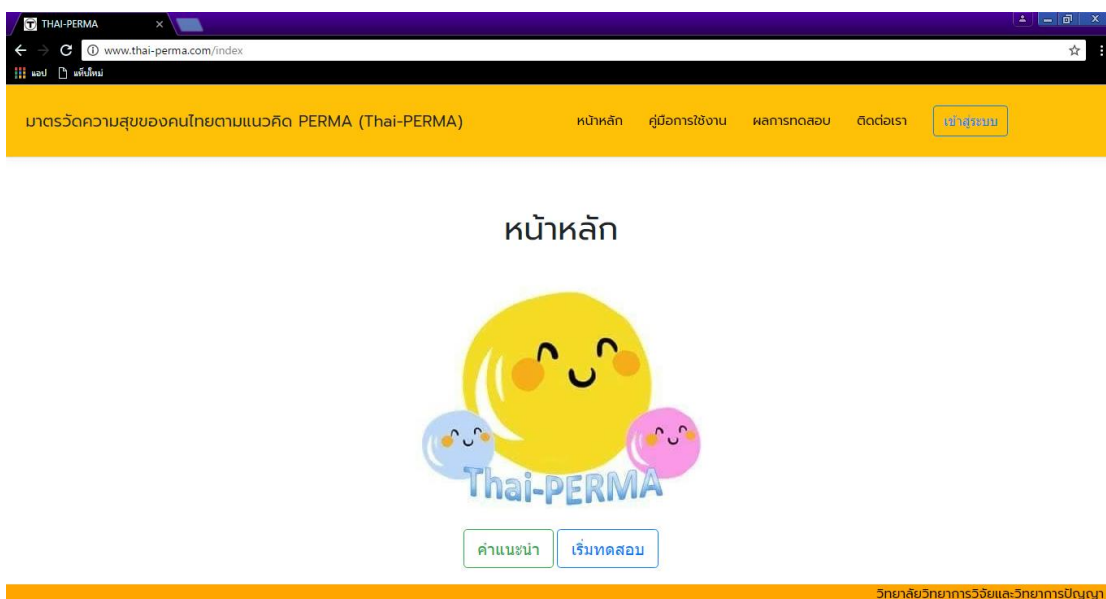 THAI-PERMA
www.thai-perma.com/index
แอป แท็บใหม่
มาตรวัดความสุขของคนไทยตามแนวคิด PERMA (Thai-PERMA) หน้าหลัก คู่มือการใช้งาน ผลการทดสอบ ติดต่อเรา เข้าสู่ระบบ
หน้าหลัก
Thai-PERMA
คำแนะนำ เริ่มทดสอบ
วิทยาลัยวิทยาการวิจัยและวิทยาการปัญญา